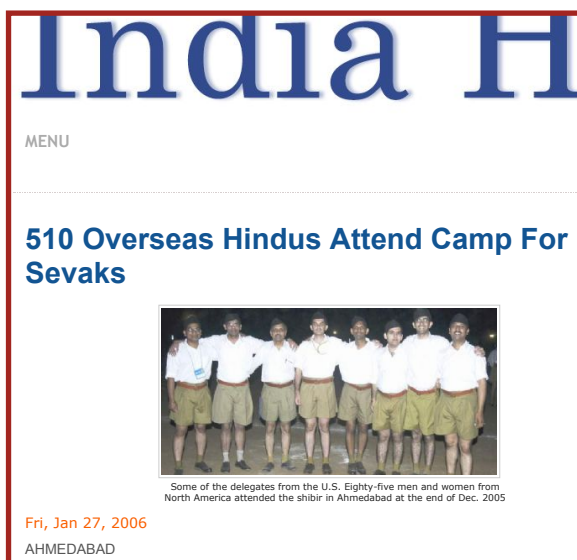 India H
MENU
510 Overseas Hindus Attend Camp For
Sevaks
Some of the delegates from the U.S. Eighty-five men and women from
North America attended the shibir in Ahmedabad at the end of Dec. 2005
Fri, Jan 27, 2006
AHMEDABAD